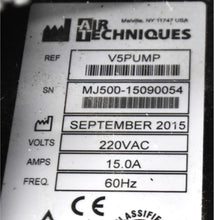 Melville, NY 11747 USA
AIR
TECHNIQUES
REF V5PUMP
SN MJ500-15090054
SEPTEMBER 2015
VOLTS 220VAC
AMPS 15.0A
FREQ. 60Hz
CLASSIFIED